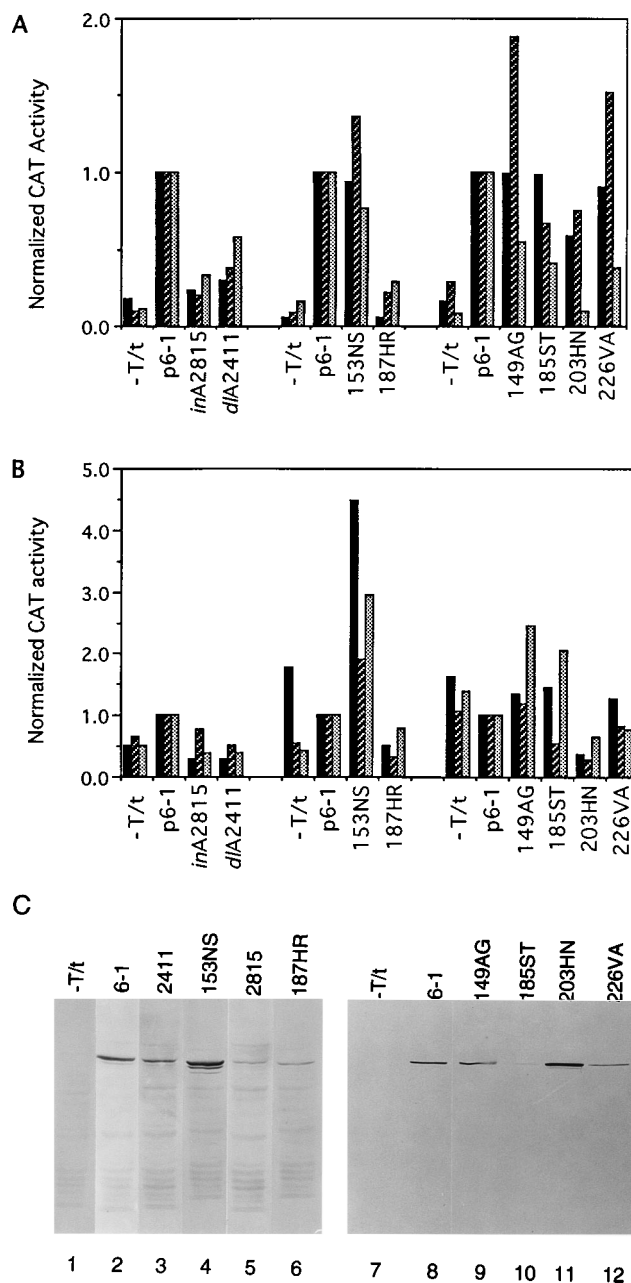 A
Normalized CAT Activity
2.0
1.0
0.0
-T/t
p6-1
inA2815
dlA2411
-T/t
p6-1
153NS
187HR
-T/t
p6-1
149AG
185ST
203HN
226VA
B
Normalized CAT activity
5.0
4.0
3.0
2.0
1.0
0.0
-T/t
p6-1
inA2815
dlA2411
-T/t
p6-1
153NS
187HR
-T/t
p6-1
149AG
185ST
203HN
226VA
C
-T/t
6-1
2411
153NS
2815
187HR
-T/t
6-1
149AG
185ST
203HN
226VA
1 2 3 4 5 6 7 8 9 10 11 12